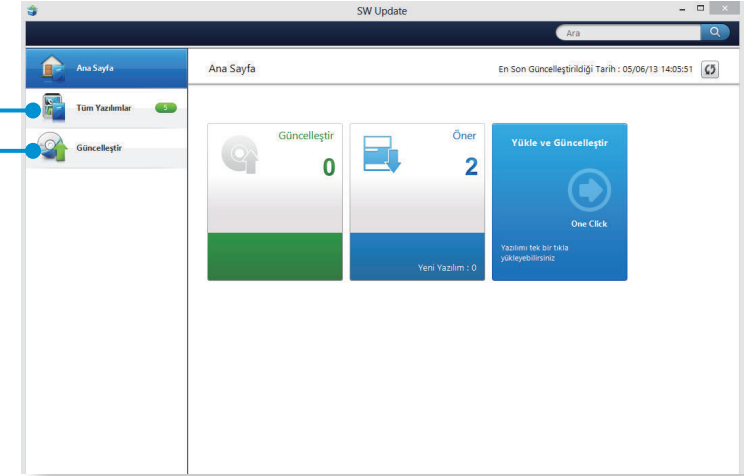 SW Update
Ara
Ana Sayfa
Tüm Yazılımlar 5
Güncelleştir
Ana Sayfa
En Son Güncelleştirildiği Tarih : 05/06/13 14:05:51
Güncelleştir
0
Öner
2
Yeni Yazılım : 0
Yükle ve Güncelleştir
One Click
Yazılımı tek bir tıkla
yükleyebilirsiniz